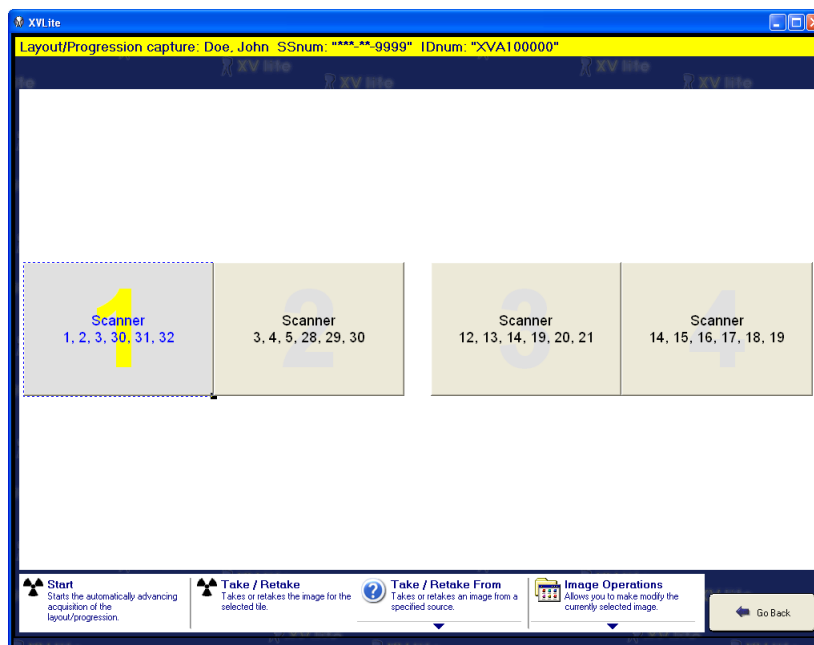 XVLite
Layout/Progression capture: Doe, John SSnum: "***-**-9999" IDnum: "XVA100000"
XV lite
XV lite
XV lite
XV lite
1
Scanner
1, 2, 3, 30, 31, 32
2
Scanner
3, 4, 5, 28, 29, 30
3
Scanner
12, 13, 14, 19, 20, 21
4
Scanner
14, 15, 16, 17, 18, 19
Start
Starts the automatically advancing
acquisition of the
layout/progression.
Take / Retake
Takes or retakes the image for the
selected tile.
Take / Retake From
Takes or retakes an image from a
specified source.
Image Operations
Allows you to make modify the
currently selected image.
Go Back